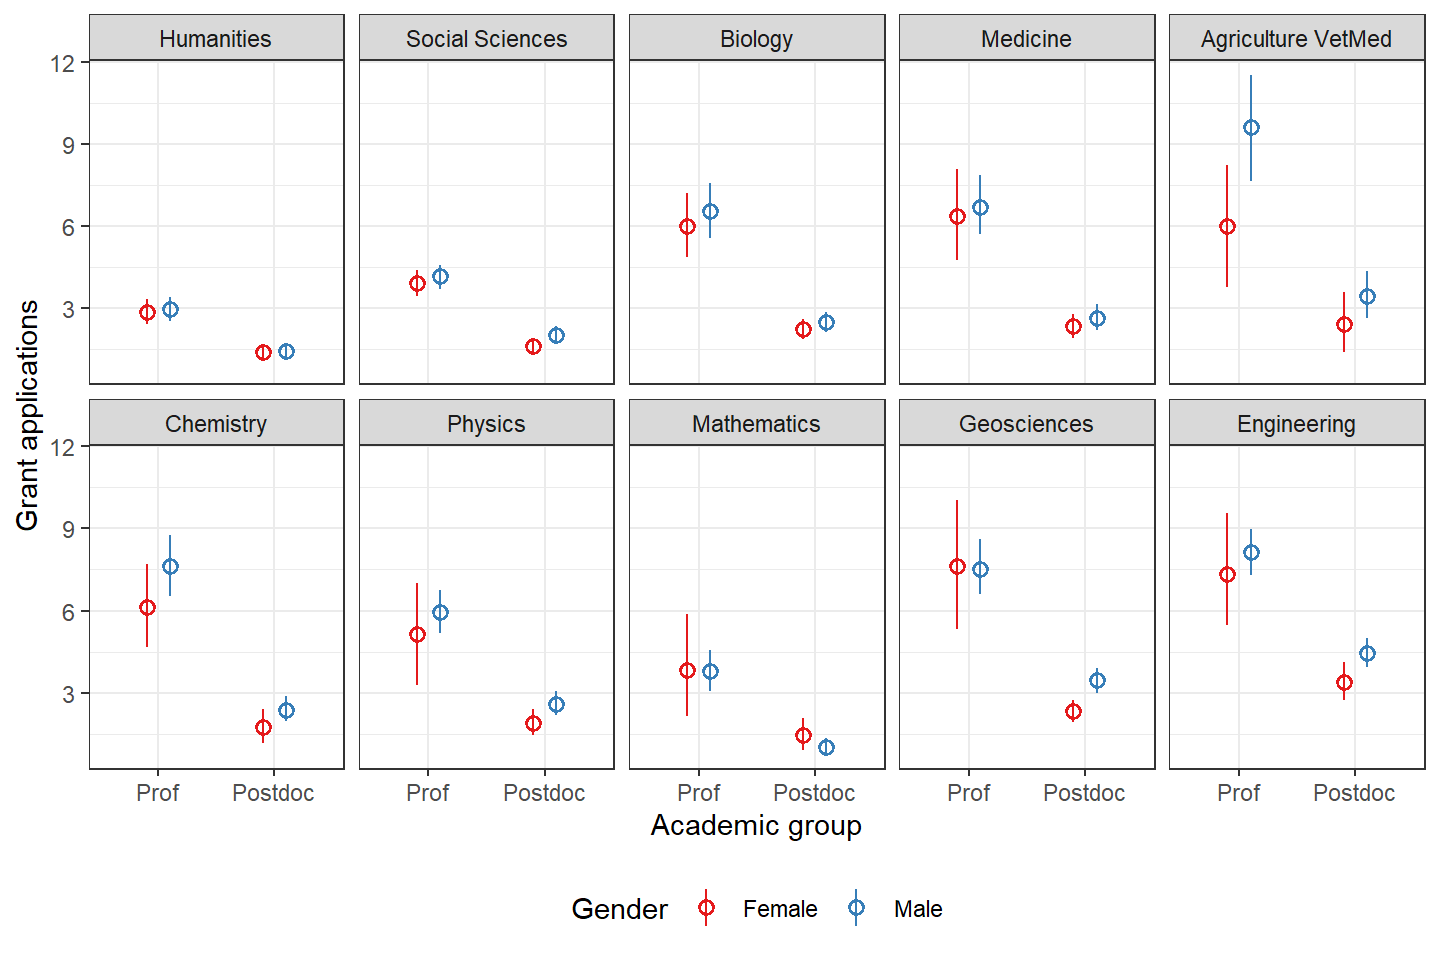 Humanities Social Sciences Biology Medicine Agriculture VetMed
12
9
6
3
Grant applications
Chemistry Physics Mathematics Geosciences Engineering
12
9
6
3
Prof Postdoc Prof Postdoc Prof Postdoc Prof Postdoc Prof Postdoc
Academic group
Gender Female Male